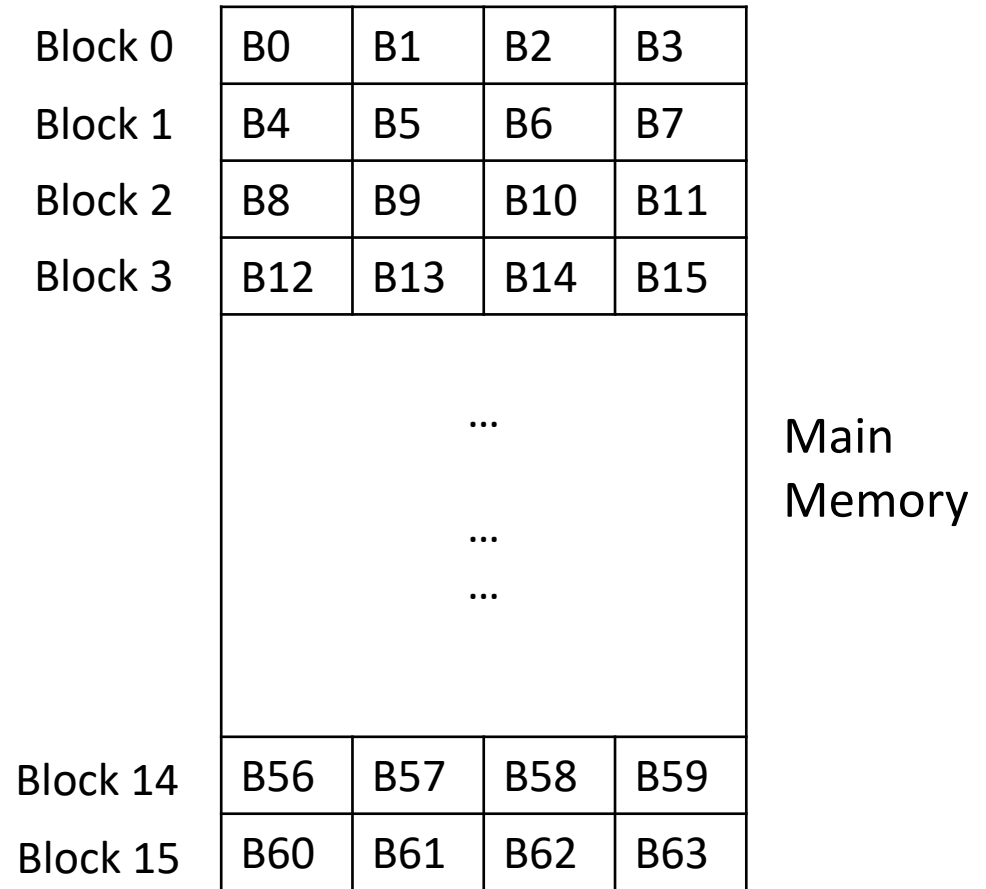 Block 0 B0 B1 B2 B3
Block 1 B4 B5 B6 B7
Block 2 B8 B9 B10 B11
Block 3 B12 B13 B14 B15
...
Main
Memory
...
...
Block 14 B56 B57 B58 B59
Block 15 B60 B61 B62 B63